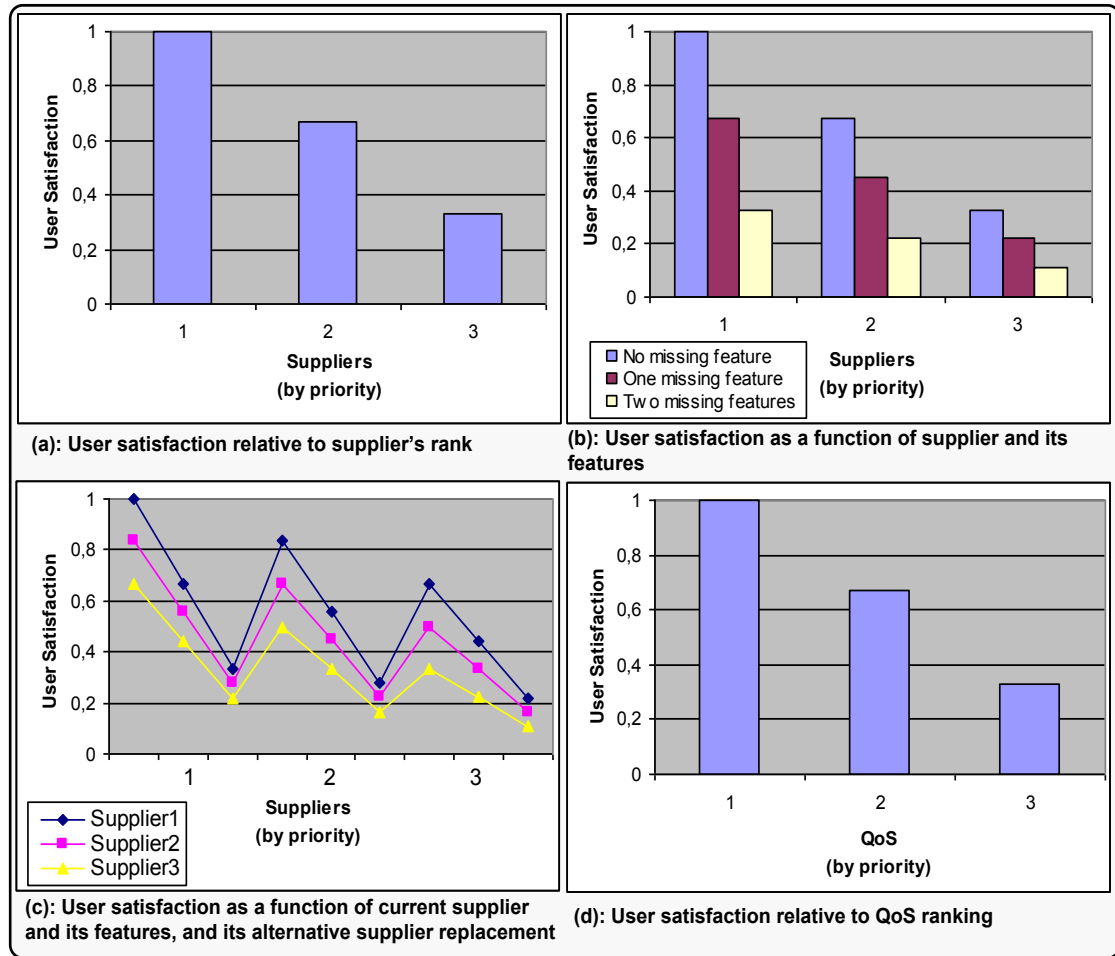 User Satisfaction
1
0,8
0,6
0,4
0,2
0
1 2 3
Suppliers
(by priority)
(a): User satisfaction relative to supplier's rank
User Satisfaction
1
0,8
0,6
0,4
0,2
0
1 2 3
No missing feature
One missing feature
Two missing features
Suppliers
(by priority)
(b): User satisfaction as a function of supplier and its
features
User Satisfaction
1
0,8
0,6
0,4
0,2
0
1 2 3
Suppliers
(by priority)
Supplier1
Supplier2
Supplier3
(c): User satisfaction as a function of current supplier
and its features, and its alternative supplier replacement
User Satisfaction
1
0,8
0,6
0,4
0,2
0
1 2 3
QoS
(by priority)
(d): User satisfaction relative to QoS ranking